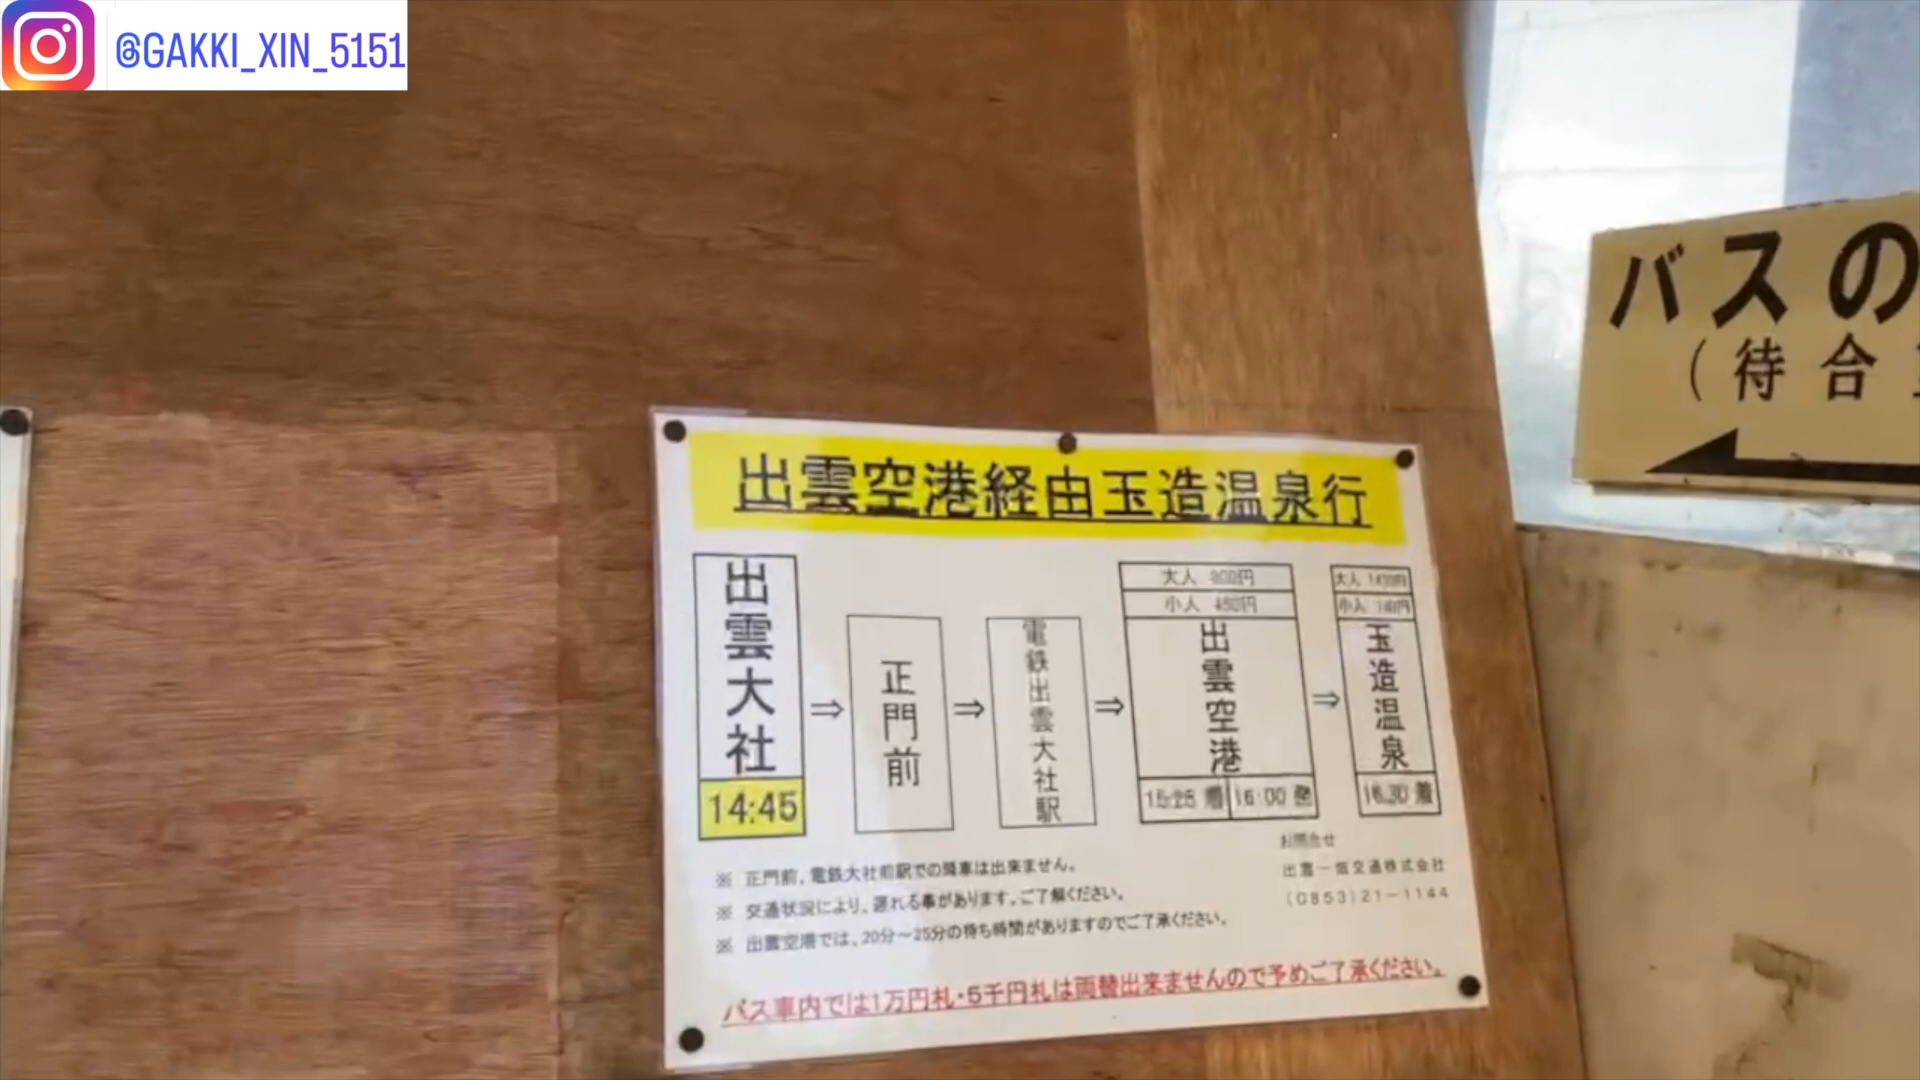 @GAKKI_XIN_5151
バスの
(待合
出雲空港経由玉造温泉行
出雲大社
14:45
⇒
正門前
⇒
電鉄出雲大社駅
⇒
大人 900円
小人 450円
出雲空港
15:25 着 16:00 発
⇒
大人
小人
玉造温泉
16:30 着
※ 正門前、電鉄大社前駅での降車は出来ません。
※ 交通状況により、遅れる事があります。ご了解ください。
※ 出雲空港では、20分～25分の待ち時間がありますのでご了承ください。
お問合せ
出雲一畑交通株式会社
(0853)21-1144
バス車内では1万円札・5千円札は両替出来ませんので予めご了承ください。